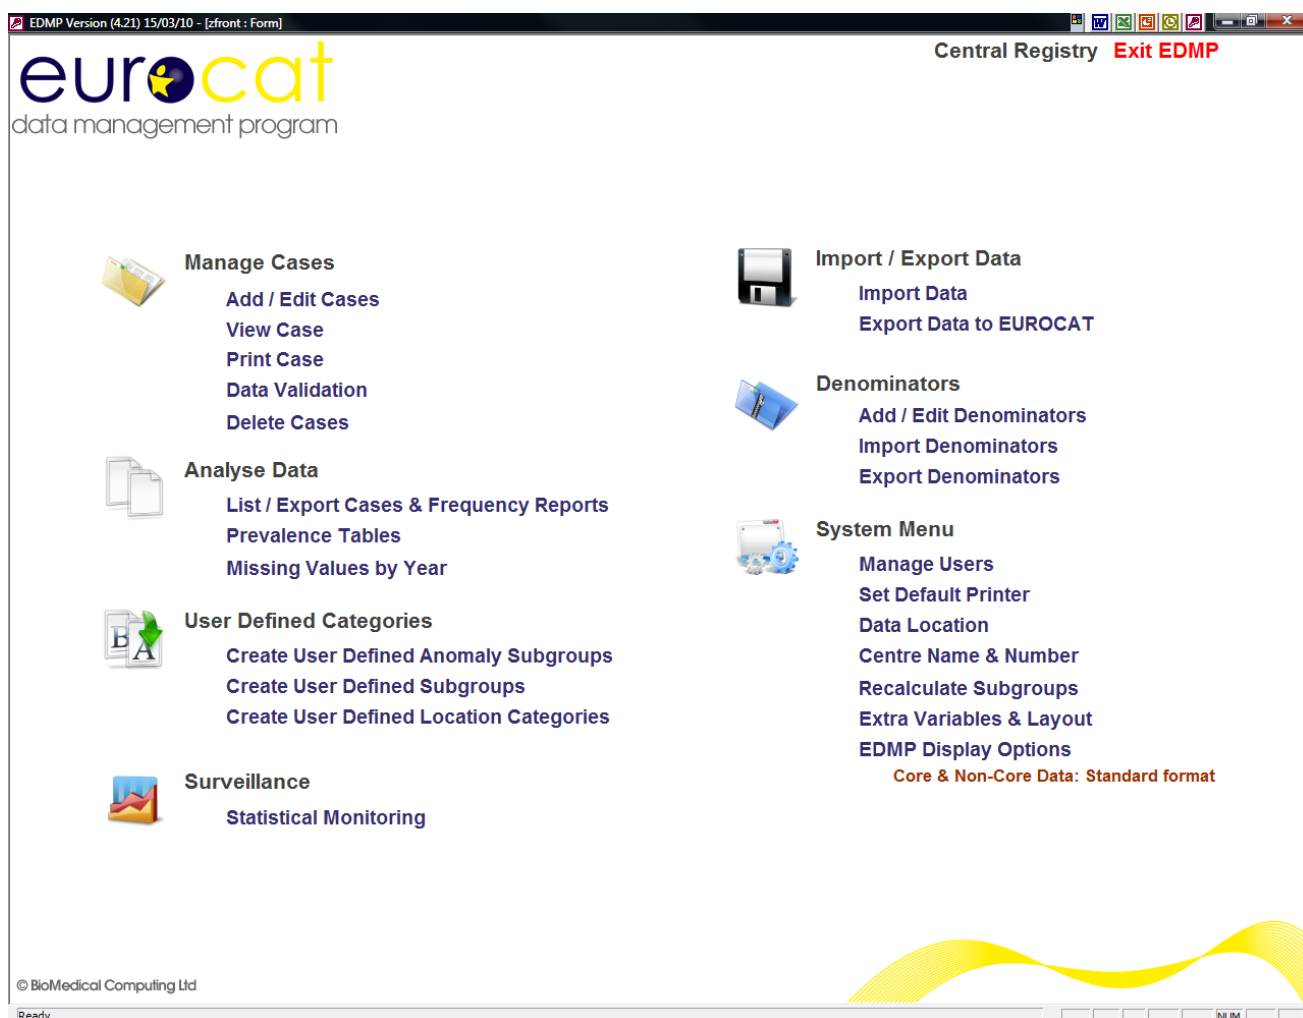 EDMP Version (4.21) 15/03/10 - [zfront : Form]
eurocat
data management program
Central Registry Exit EDMP
Manage Cases
Add / Edit Cases
View Case
Print Case
Data Validation
Delete Cases
Analyse Data
List / Export Cases & Frequency Reports
Prevalence Tables
Missing Values by Year
User Defined Categories
Create User Defined Anomaly Subgroups
Create User Defined Subgroups
Create User Defined Location Categories
Surveillance
Statistical Monitoring
Import / Export Data
Import Data
Export Data to EUROCAT
Denominators
Add / Edit Denominators
Import Denominators
Export Denominators
System Menu
Manage Users
Set Default Printer
Data Location
Centre Name & Number
Recalculate Subgroups
Extra Variables & Layout
EDMP Display Options
Core & Non-Core Data: Standard format
© BioMedical Computing Ltd
Ready
NUM